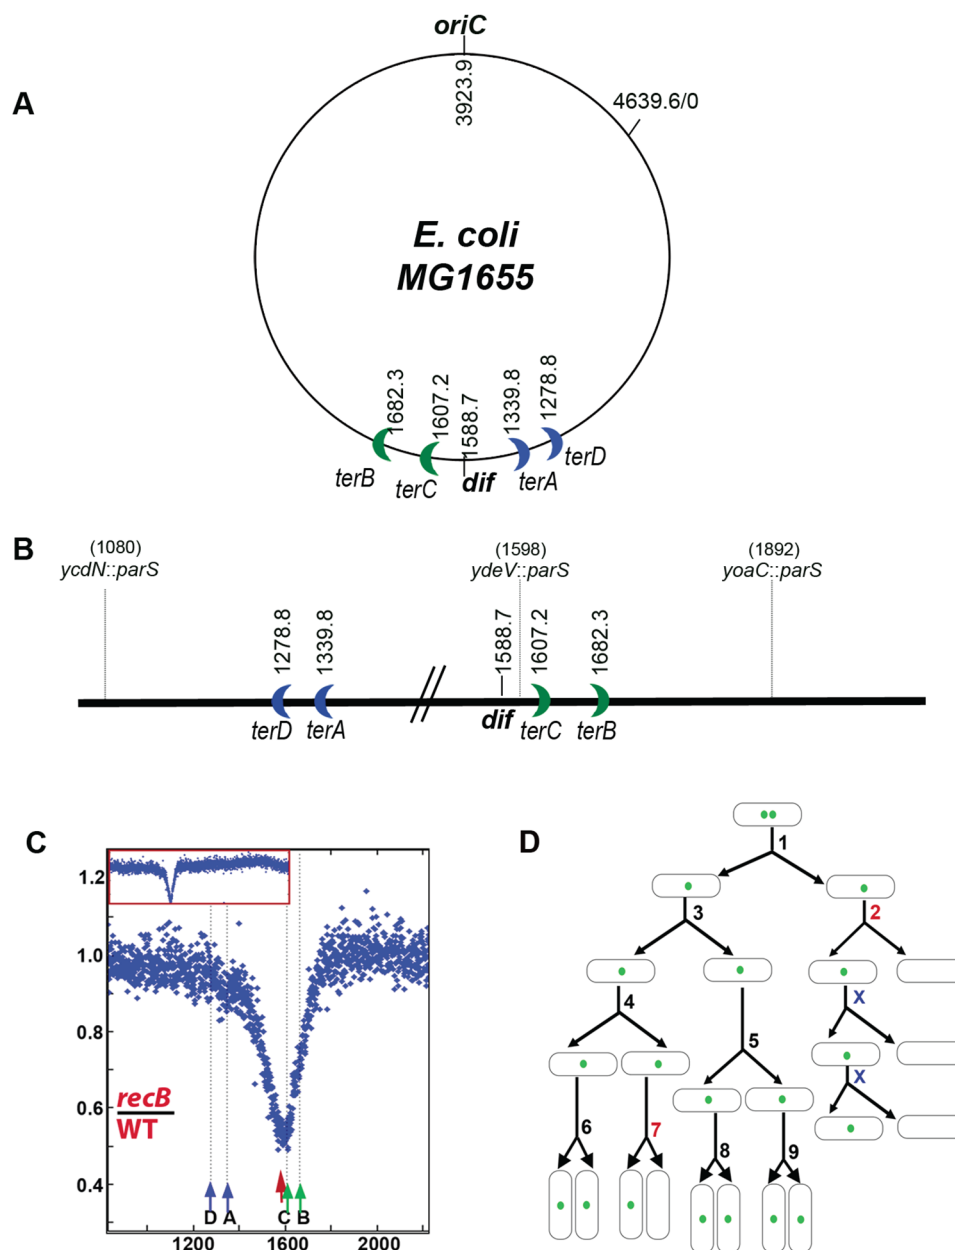 oriC
A
3923.9
4639.6/0
E. coli
MG1655
1682.3
1607.2
1588.7
1339.8
1278.8
terB
terC
dif
terA
terD
B
(1080)
ycdN::parS
(1598)
ydeV::parS
(1892)
yoaC::parS
1278.8
1339.8
1588.7
1607.2
1682.3
terD
terA
dif
terC
terB
C
1.2
1.0
0.8
0.6
0.4
recB
WT
D A C B
1200 1600 2000
D
1
3
2
4
X
5
X
6
7
8
9